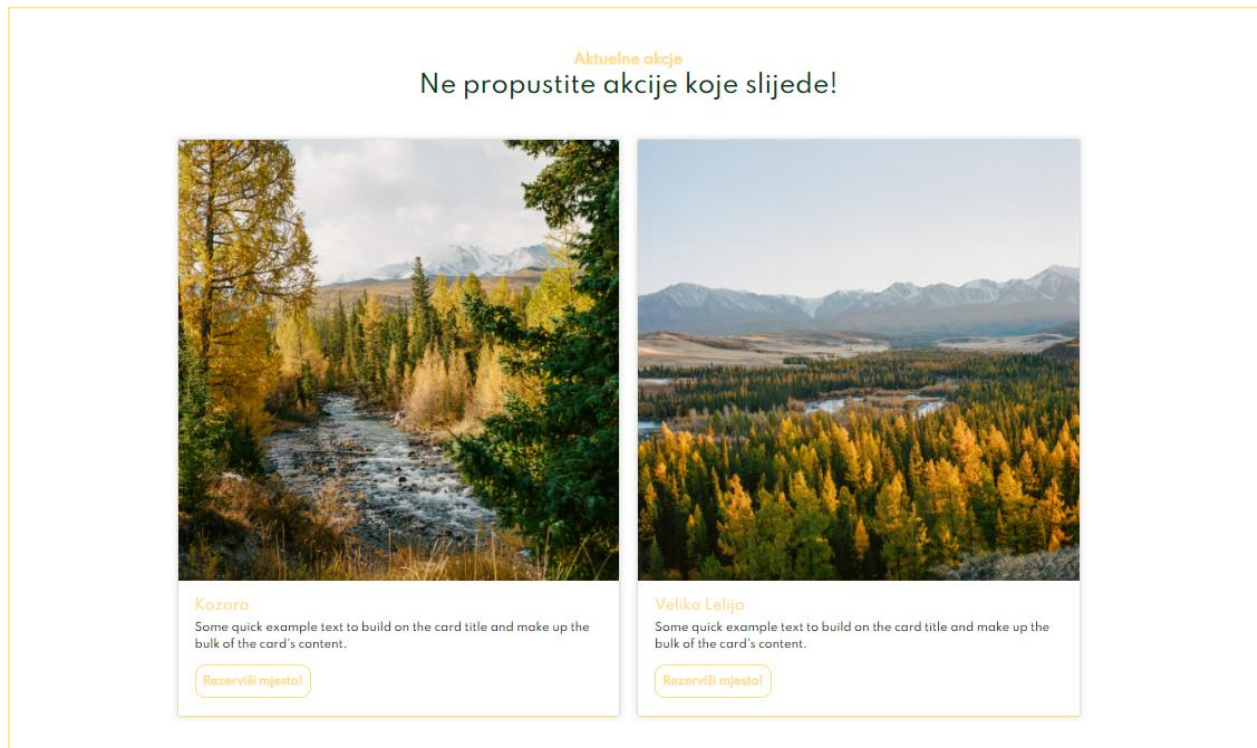 Aktuelne akcje
Ne propustite akcije koje slijede!
Kozara
Some quick example text to build on the card title and make up the
bulk of the card's content.
Rezerviši mjesto!
Velika Lelija
Some quick example text to build on the card title and make up the
bulk of the card's content.
Rezerviši mjesto!